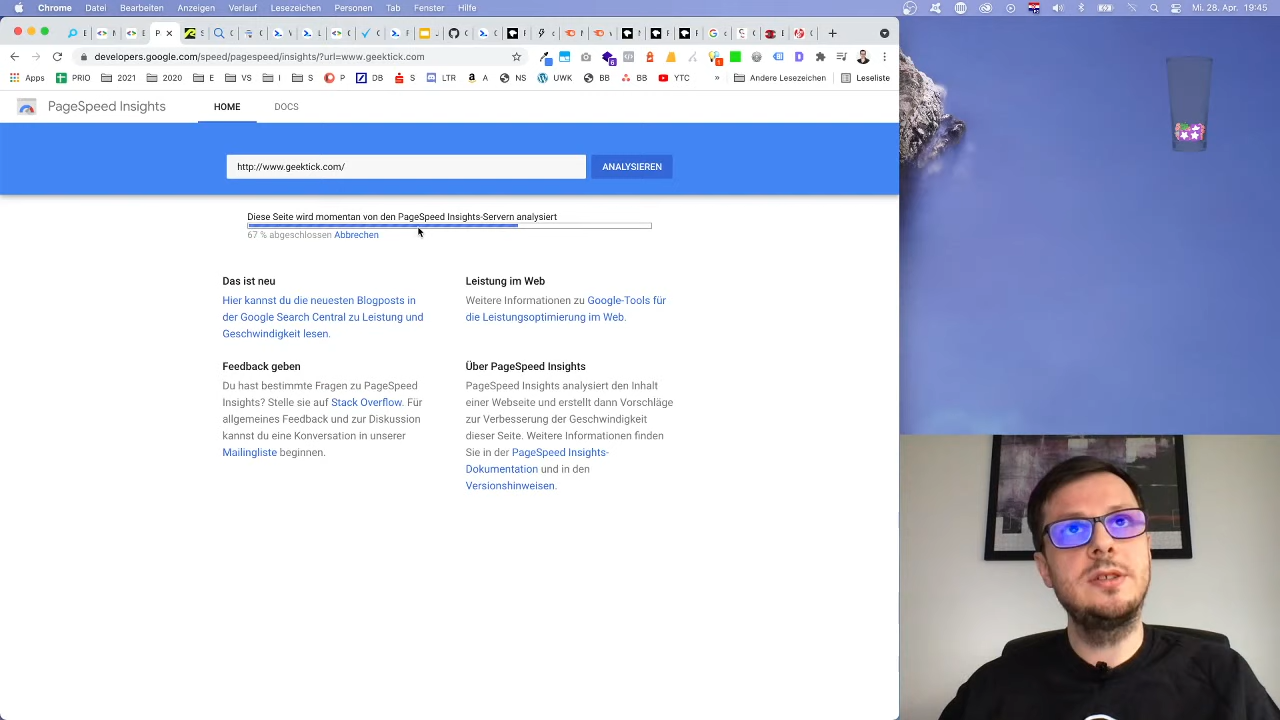 Chrome Datei Bearbeiten Anzeigen Verlauf Lesezeichen Personen Tab Fenster Hilfe Mi. 28. Apr. 19:45
developers.google.com/speed/pagespeed/insights/?url=www.geektick.com
Apps PRIO 2021 2020 E VS I P DB S LTR A NS UWK BB BB YTC » Andere Lesezeichen Leseliste
PageSpeed Insights HOME DOCS
http://www.geektick.com/ ANALYSIEREN
Diese Seite wird momentan von den PageSpeed Insights-Servern analysiert
67 % abgeschlossen Abbrechen
Das ist neu
Hier kannst du die neuesten Blogposts in
der Google Search Central zu Leistung und
Geschwindigkeit lesen.
Leistung im Web
Weitere Informationen zu Google-Tools für
die Leistungsoptimierung im Web.
Feedback geben
Du hast bestimmte Fragen zu PageSpeed
Insights? Stelle sie auf Stack Overflow. Für
allgemeines Feedback und zur Diskussion
kannst du eine Konversation in unserer
Mailingliste beginnen.
Über PageSpeed Insights
PageSpeed Insights analysiert den Inhalt
einer Webseite und erstellt dann Vorschläge
zur Verbesserung der Geschwindigkeit
dieser Seite. Weitere Informationen finden
Sie in der PageSpeed Insights-
Dokumentation und in den
Versionshinweisen.